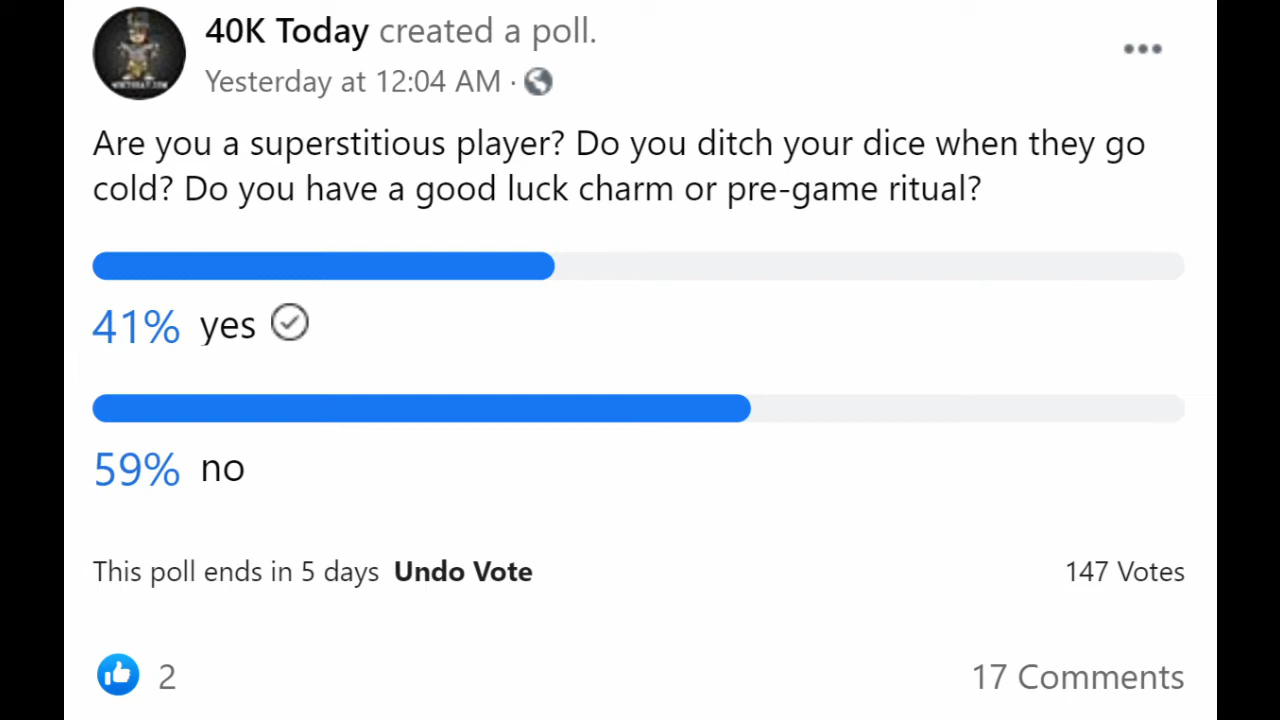 40K Today created a poll.
Yesterday at 12:04 AM ·
Are you a superstitious player? Do you ditch your dice when they go
cold? Do you have a good luck charm or pre-game ritual?
41% yes
59% no
This poll ends in 5 days Undo Vote 147 Votes
2 17 Comments